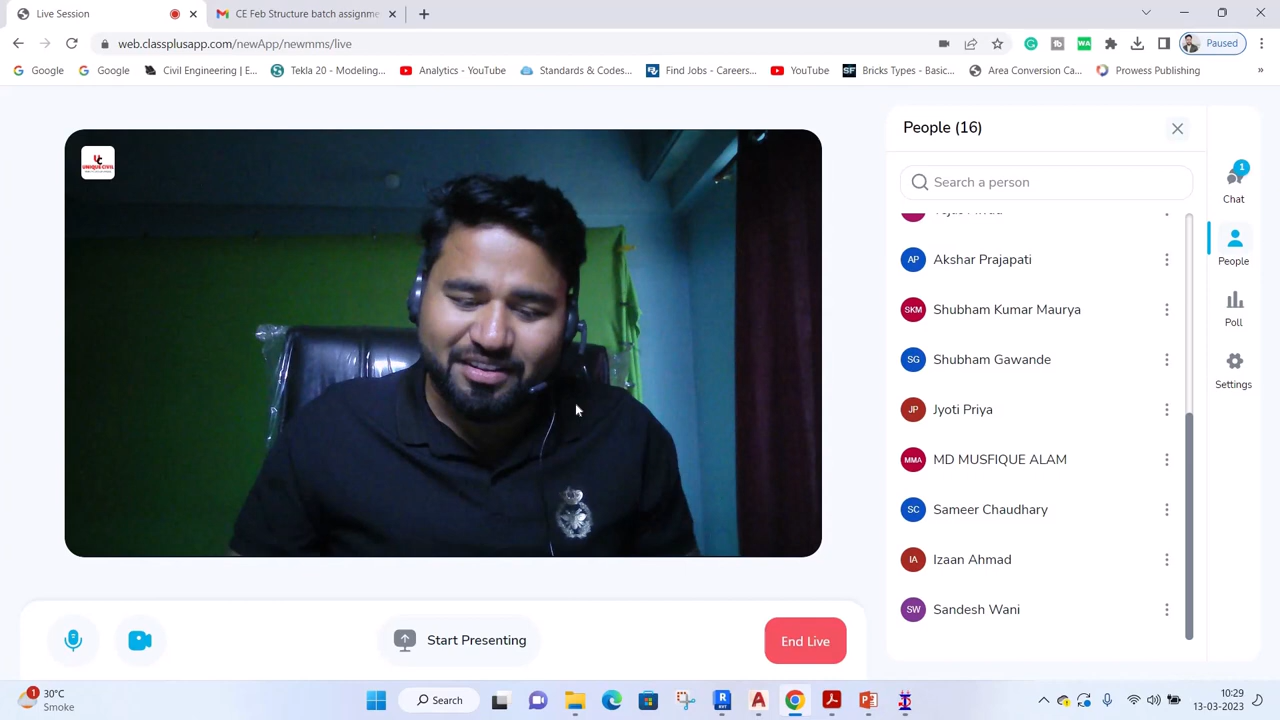 Live Session
CE Feb Structure batch assignme
web.classplusapp.com/newApp/newmms/live
Paused
Google
Google
Civil Engineering | E...
Tekla 20 - Modeling...
Analytics - YouTube
Standards & Codes...
Find Jobs - Careers...
YouTube
Bricks Types - Basic...
Area Conversion Ca...
Prowess Publishing
UNIQUE CIVIL
People (16)
Search a person
AP Akshar Prajapati
SKM Shubham Kumar Maurya
SG Shubham Gawande
JP Jyoti Priya
MMA MD MUSFIQUE ALAM
SC Sameer Chaudhary
IA Izaan Ahmad
SW Sandesh Wani
1
Chat
People
Poll
Settings
Start Presenting
End Live
1
30°C
Smoke
Search
10:29
13-03-2023